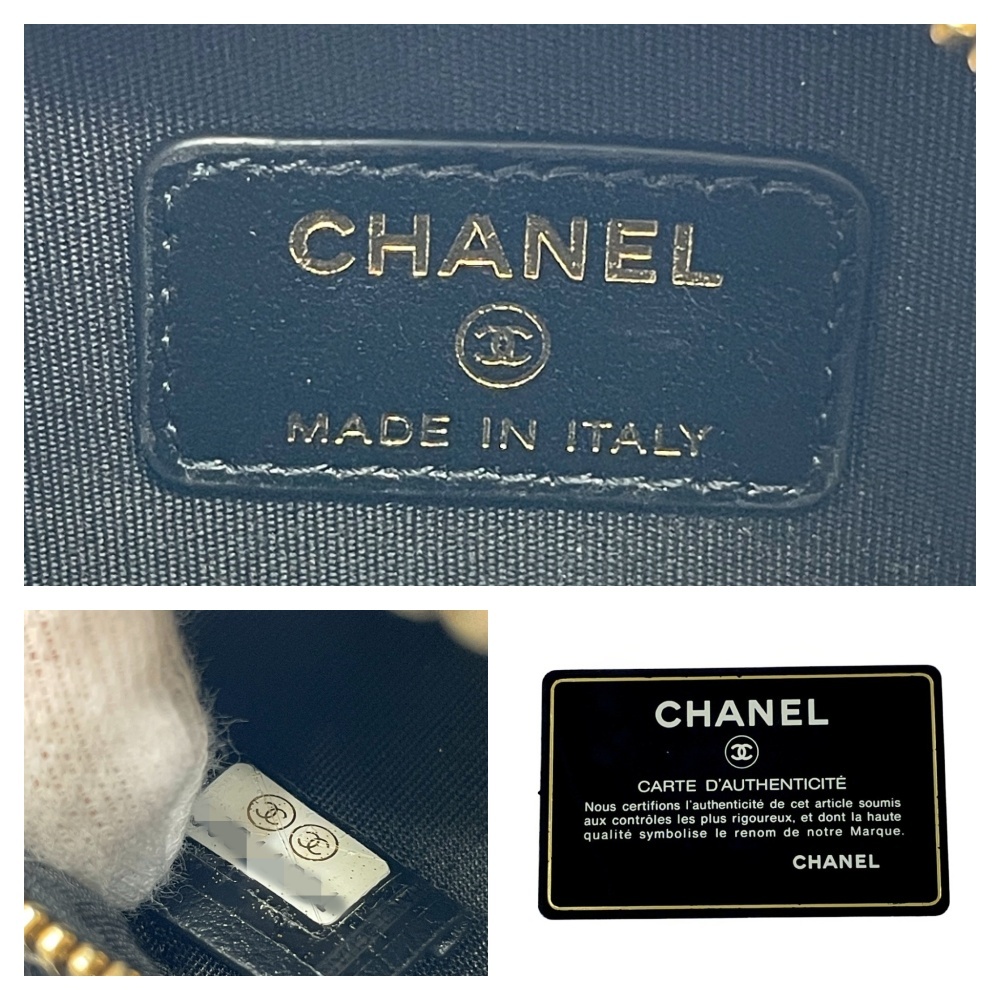 CHANEL
MADE IN ITALY
CHANEL
CARTE D'AUTHENTICITÉ
Nous certifions l'authenticité de cet article soumis
aux contrôles les plus rigoureux, et dont la haute
qualité symbolise le renom de notre Marque.
CHANEL